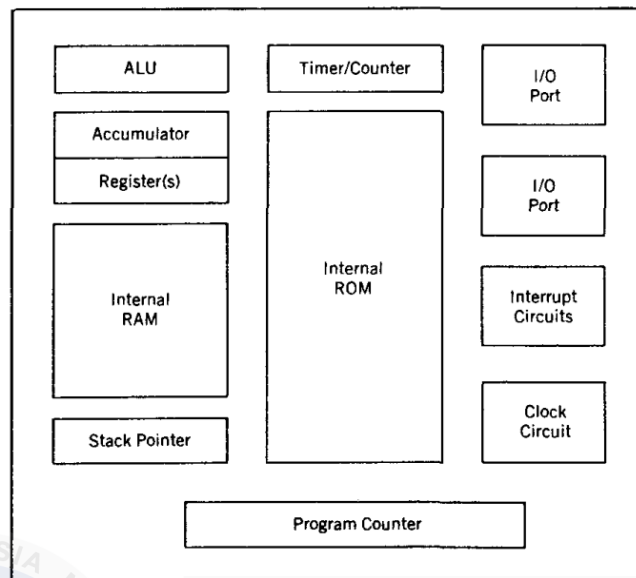 ALU
Timer/Counter
I/O
Port
Accumulator
Register(s)
I/O
Port
Internal
RAM
Internal
ROM
Interrupt
Circuits
Stack Pointer
Clock
Circuit
Program Counter